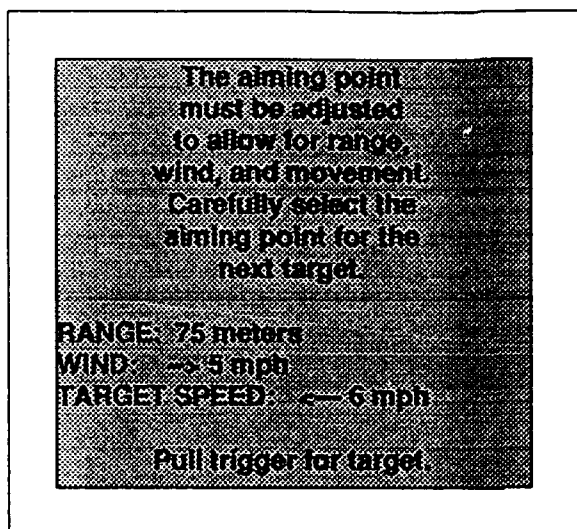 The aiming point
must be adjusted
to allow for range,
wind, and movement.
Carefully select the
aiming point for the
next target.
RANGE: 75 meters
WIND: --> 5 mph
TARGET SPEED: <— 6 mph
Pull trigger for target.